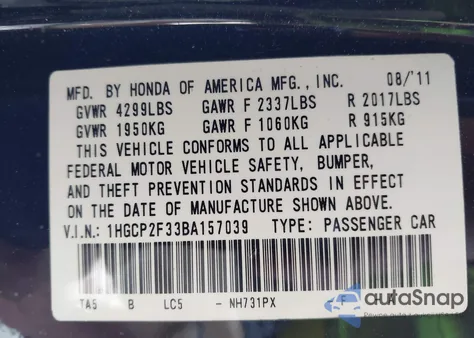 MFD. BY HONDA OF AMERICA MFG., INC. 08/'11
GVWR 4299LBS GAWR F 2337LBS R 2017LBS
GVWR 1950KG GAWR F 1060KG R 915KG
THIS VEHICLE CONFORMS TO ALL APPLICABLE
FEDERAL MOTOR VEHICLE SAFETY, BUMPER,
AND THEFT PREVENTION STANDARDS IN EFFECT
ON THE DATE OF MANUFACTURE SHOWN ABOVE.
V.I.N.: 1HGCP2F33BA157039 TYPE: PASSENGER CAR
TA5 B LC5 - NH731PX F
autoSnap